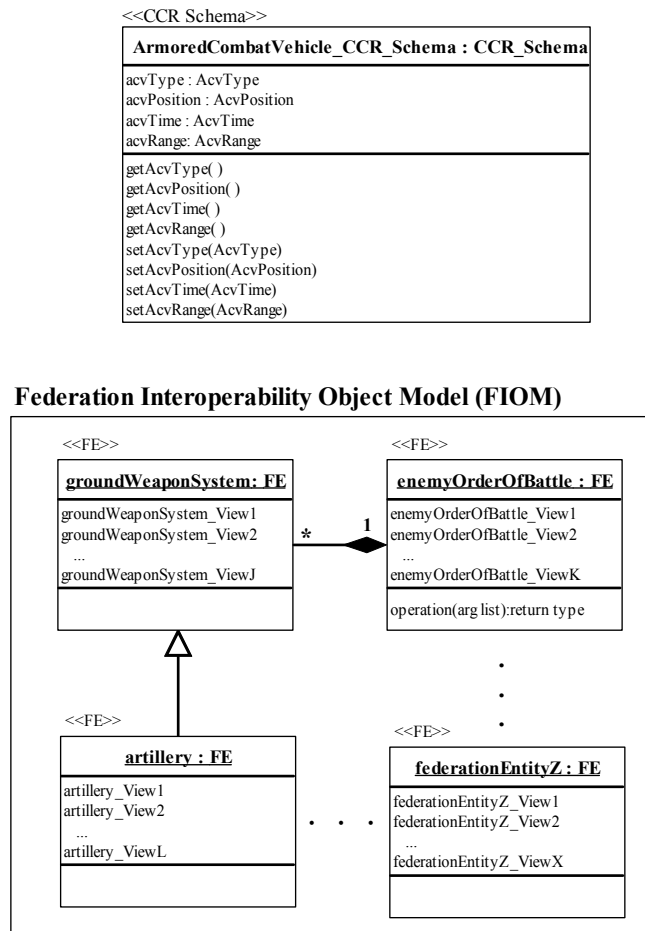 <<CCR Schema>>
ArmoredCombatVehicle_CCR_Schema : CCR_Schema
acvType : AcvType
acvPosition : AcvPosition
acvTime : AcvTime
acvRange: AcvRange
getAcvType( )
getAcvPosition( )
getAcvTime( )
getAcvRange( )
setAcvType(AcvType)
setAcvPosition(AcvPosition)
setAcvTime(AcvTime)
setAcvRange(AcvRange)
Federation Interoperability Object Model (FIOM)
<<FE>>
groundWeaponSystem: FE
groundWeaponSystem_View1
groundWeaponSystem_View2
...
groundWeaponSystem_ViewJ
* 1
<<FE>>
enemyOrderOfBattle : FE
enemyOrderOfBattle_View1
enemyOrderOfBattle_View2
...
enemyOrderOfBattle_ViewK
operation(arg list):return type
<<FE>>
artillery : FE
artillery_View1
artillery_View2
...
artillery_ViewL
. . .
<<FE>>
federationEntityZ : FE
federationEntityZ_View1
federationEntityZ_View2
...
federationEntityZ_ViewX